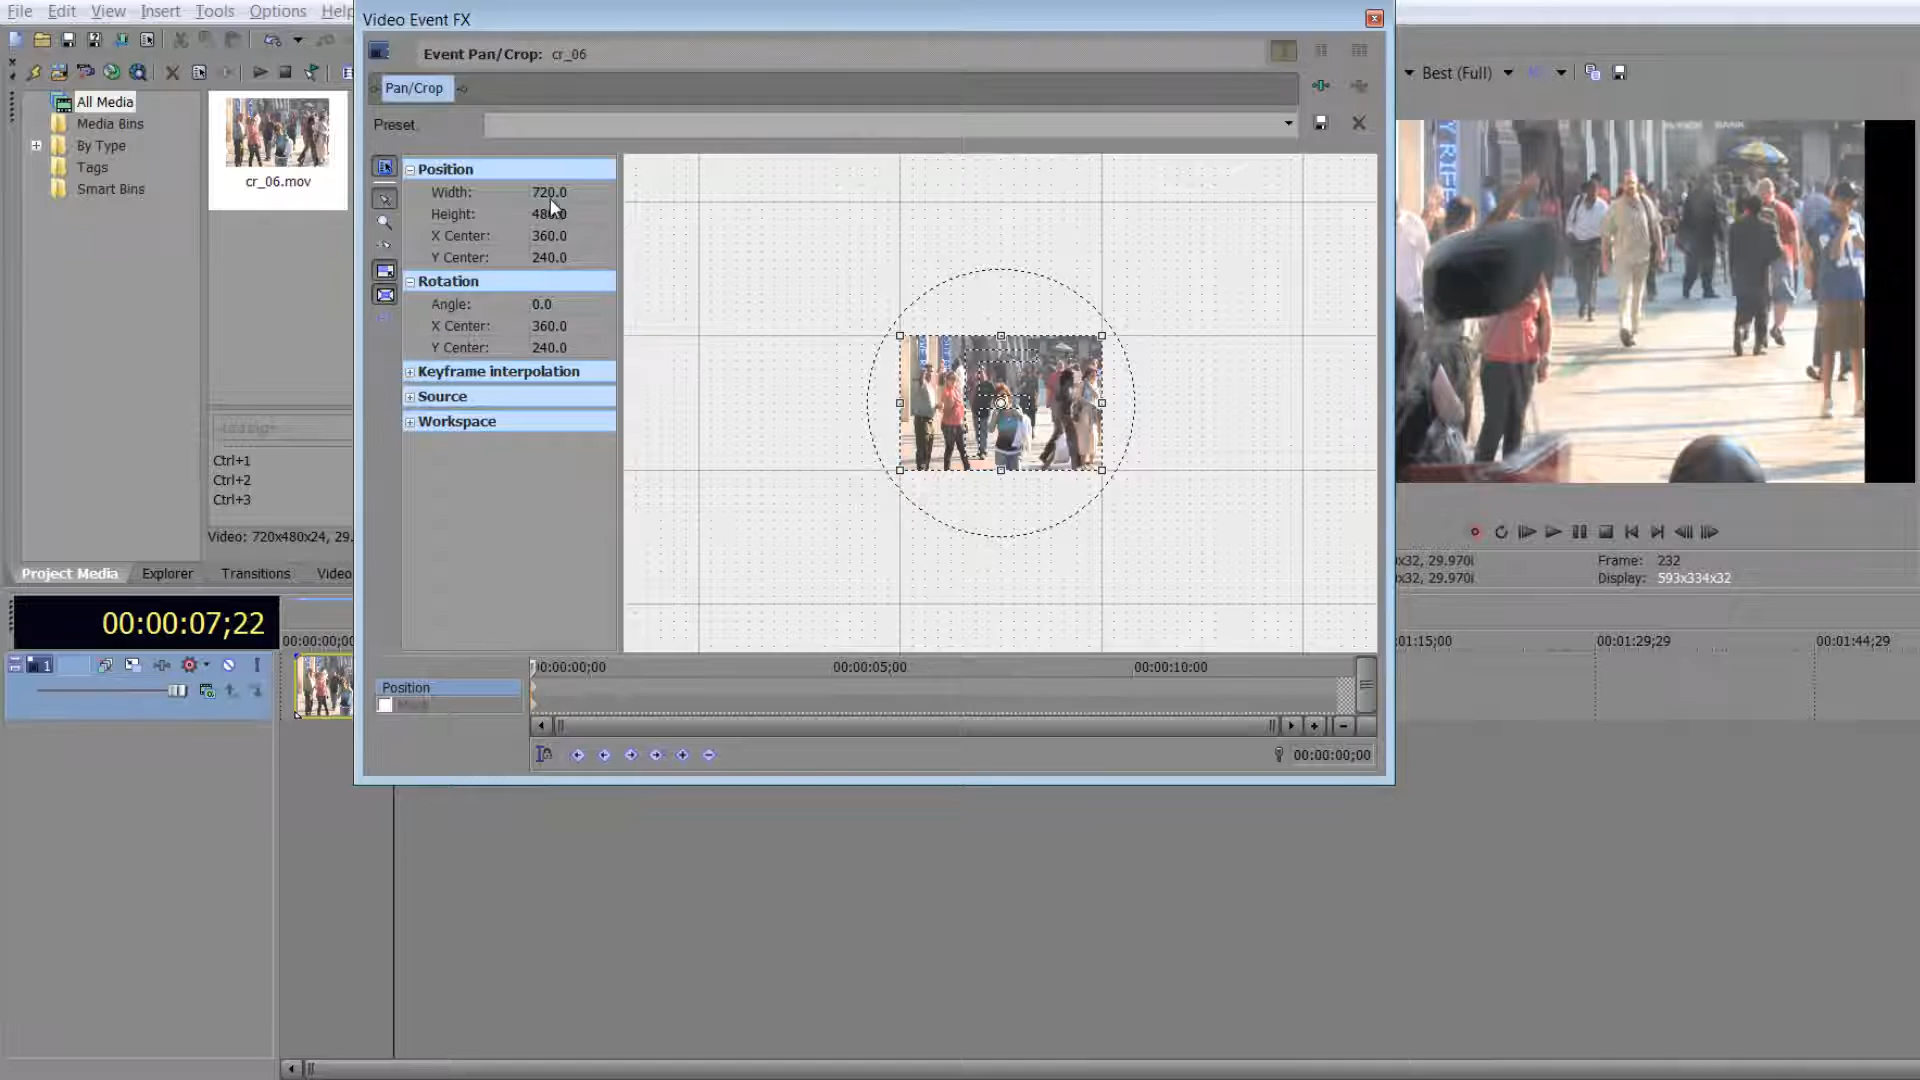 File Edit View Insert Tools Options Help
Video Event FX
Event Pan/Crop: cr_06
Pan/Crop
Preset
All Media
Media Bins
By Type
Tags
Smart Bins
cr_06.mov
Ctrl+1
Ctrl+2
Ctrl+3
Video: 720x480x24, 29.
Project Media Explorer Transitions Video
Position
Width: 720.0
Height: 480.0
X Center: 360.0
Y Center: 240.0
Rotation
Angle: 0.0
X Center: 360.0
Y Center: 240.0
Keyframe interpolation
Source
Workspace
00:00:00;00 00:00:05;00 00:00:10;00
Position
Mask
00:00:00;00
Best (Full)
x32, 29.970i Frame: 232
x32, 29.970i Display: 593x334x32
00:00:07;22
00:00:00;00 :01:15;00 00:01:29;29 00:01:44;29
1